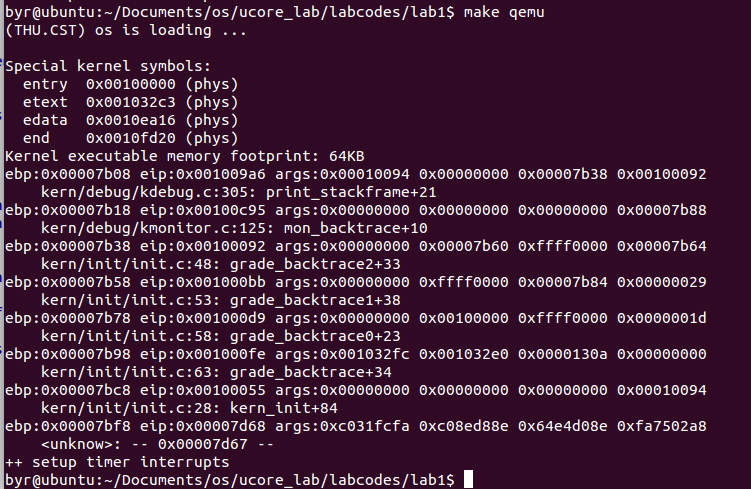 byr@ubuntu:~/Documents/os/ucore_lab/labcodes/lab1$ make qemu
(THU.CST) os is loading ...
Special kernel symbols:
entry 0x00100000 (phys)
etext 0x001032c3 (phys)
edata 0x0010ea16 (phys)
end 0x0010fd20 (phys)
Kernel executable memory footprint: 64KB
ebp:0x00007b08 eip:0x001009a6 args:0x00010094 0x00000000 0x00007b38 0x00100092
kern/debug/kdebug.c:305: print_stackframe+21
ebp:0x00007b18 eip:0x00100c95 args:0x00000000 0x00000000 0x00000000 0x00007b88
kern/debug/kmonitor.c:125: mon_backtrace+10
ebp:0x00007b38 eip:0x00100092 args:0x00000000 0x00007b60 0xffff0000 0x00007b64
kern/init/init.c:48: grade_backtrace2+33
ebp:0x00007b58 eip:0x001000bb args:0x00000000 0xffff0000 0x00007b84 0x00000029
kern/init/init.c:53: grade_backtrace1+38
ebp:0x00007b78 eip:0x001000d9 args:0x00000000 0x00100000 0xffff0000 0x0000001d
kern/init/init.c:58: grade_backtrace0+23
ebp:0x00007b98 eip:0x001000fe args:0x001032fc 0x001032e0 0x0000130a 0x00000000
kern/init/init.c:63: grade_backtrace+34
ebp:0x00007bc8 eip:0x00100055 args:0x00000000 0x00000000 0x00000000 0x00010094
kern/init/init.c:28: kern_init+84
ebp:0x00007bf8 eip:0x00007d68 args:0xc031fcfa 0xc08ed88e 0x64e4d08e 0xfa7502a8
<unknow>: -- 0x00007d67 --
++ setup timer interrupts
byr@ubuntu:~/Documents/os/ucore_lab/labcodes/lab1$